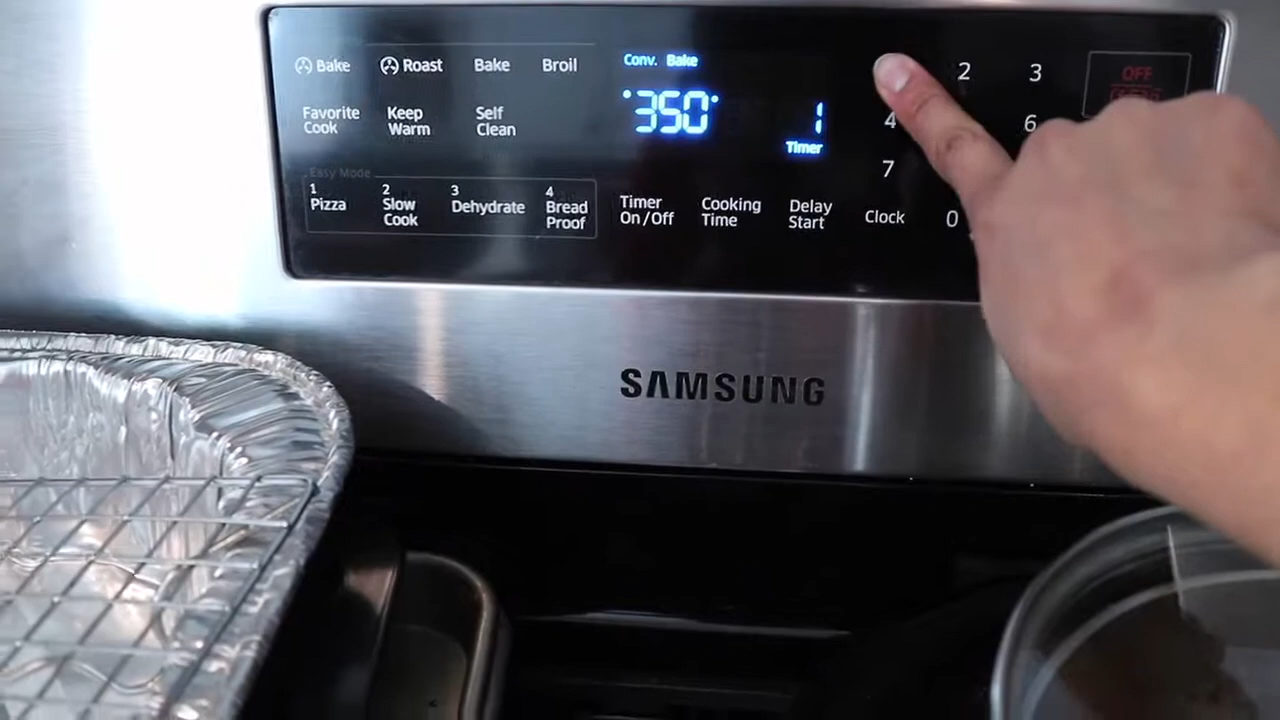 Bake Roast Bake Broil
Favorite Cook
Keep Warm
Self Clean
Easy Mode
1 Pizza
2 Slow Cook
3 Dehydrate
4 Bread Proof
Conv. Bake
350°
1
Timer
Timer On/Off
Cooking Time
Delay Start
2 3
4 6
7
Clock 0
OFF
SAMSUNG